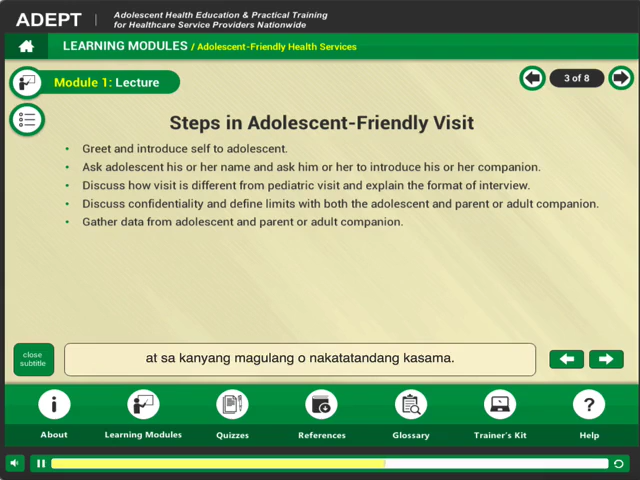 ADEPT
Adolescent Health Education & Practical Training
for Healthcare Service Providers Nationwide
LEARNING MODULES / Adolescent-Friendly Health Services
Module 1: Lecture
3 of 8
Steps in Adolescent-Friendly Visit
• Greet and introduce self to adolescent.
• Ask adolescent his or her name and ask him or her to introduce his or her companion.
• Discuss how visit is different from pediatric visit and explain the format of interview.
• Discuss confidentiality and define limits with both the adolescent and parent or adult companion.
• Gather data from adolescent and parent or adult companion.
close
subtitle
at sa kanyang magulang o nakatatandang kasama.
About
Learning Modules
Quizzes
References
Glossary
Trainer's Kit
Help